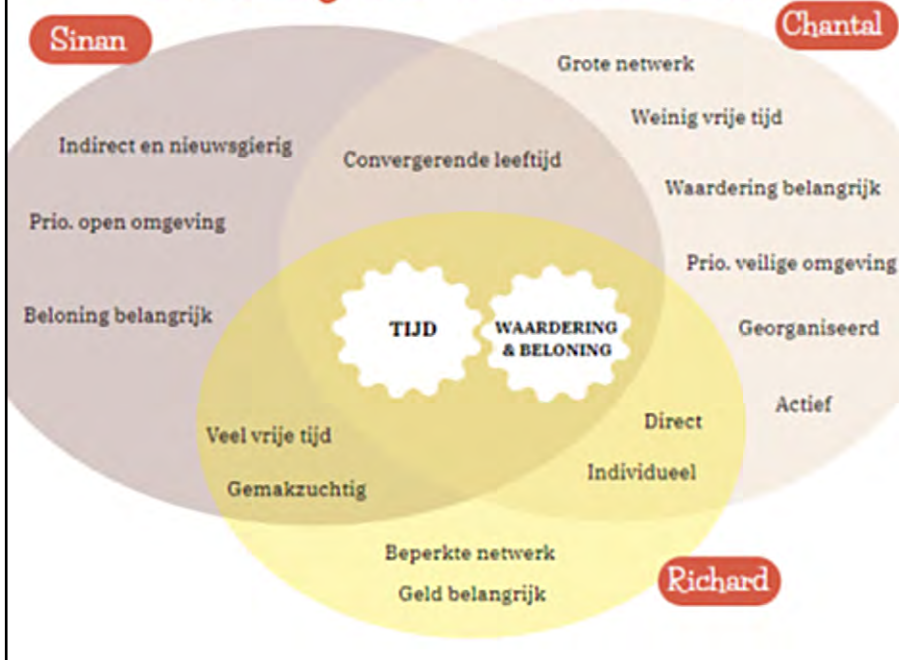 Sinan
Chantal
Grote netwerk
Weinig vrije tijd
Indirect en nieuwsgierig
Convergerende leeftijd
Waardering belangrijk
Prio. open omgeving
Prio. veilige omgeving
Beloning belangrijk
TIJD
WAARDERING
& BELONING
Georganiseerd
Actief
Direct
Veel vrije tijd
Individueel
Gemakzuchtig
Beperkte netwerk
Geld belangrijk
Richard